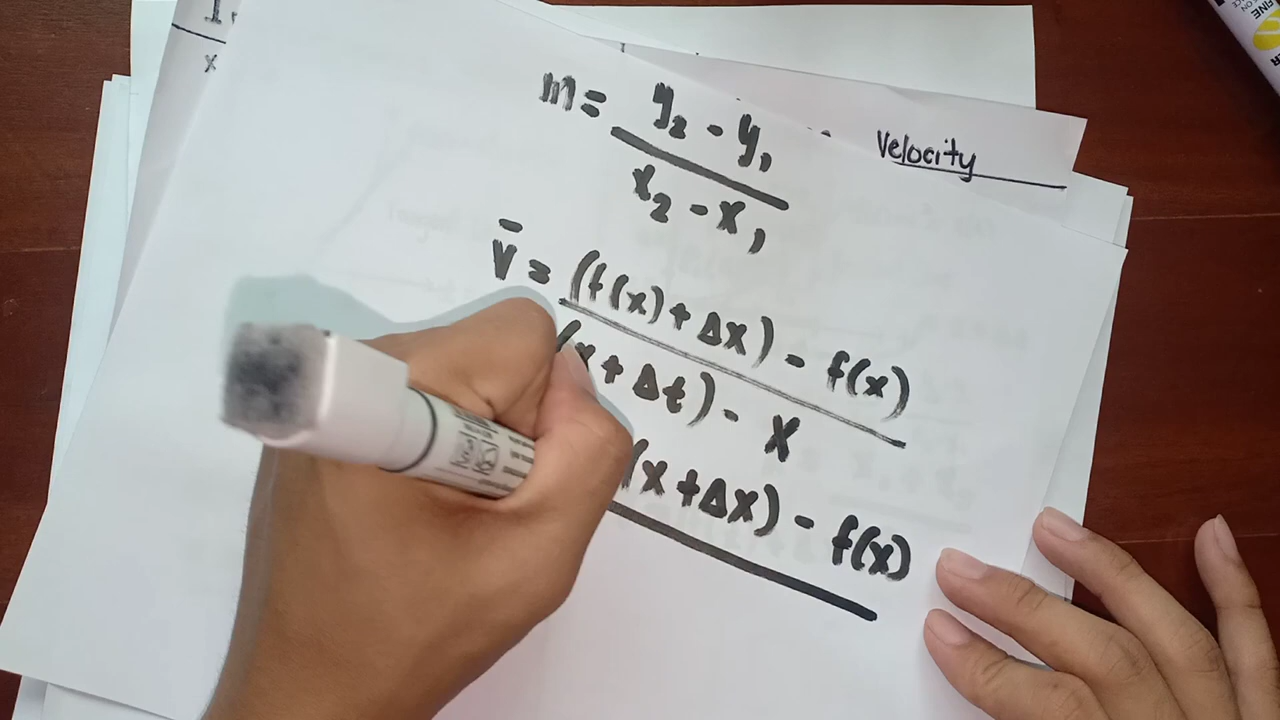 m = y₂ - y₁
x₂ - x₁
Velocity
v̄ = (f(x) + Δx) - f(x)
(x + Δt) - x
(x + Δx) - f(x)